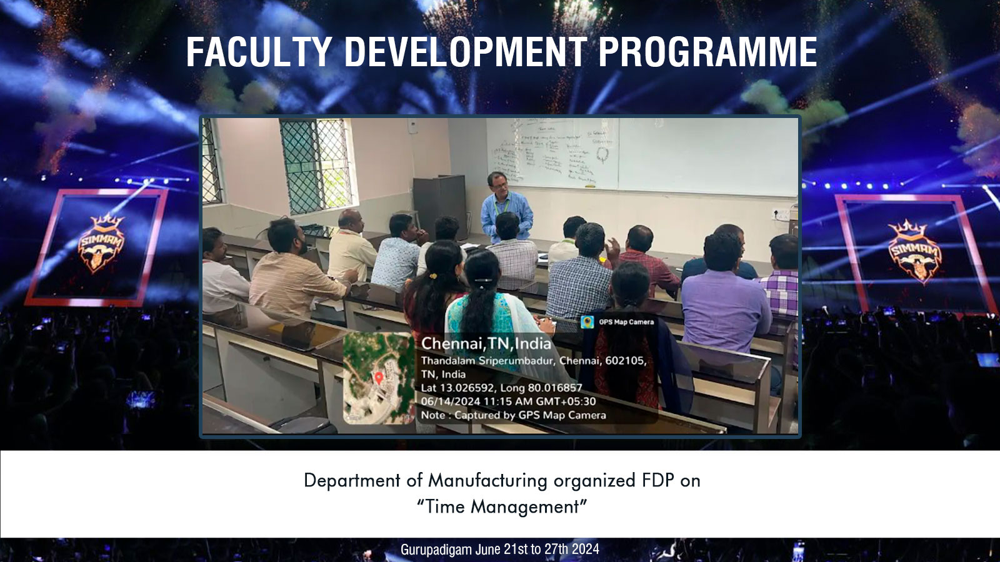 FACULTY DEVELOPMENT PROGRAMME
SIMMAM
SIMMAM
GPS Map Camera
Chennai,TN,India
Thandalam Sriperumbadur, Chennai, 602105,
TN, India
Lat 13.026592, Long 80.016857
06/14/2024 11:15 AM GMT+05:30
Note : Captured by GPS Map Camera
Department of Manufacturing organized FDP on
“Time Management”
Gurupadigam June 21st to 27th 2024